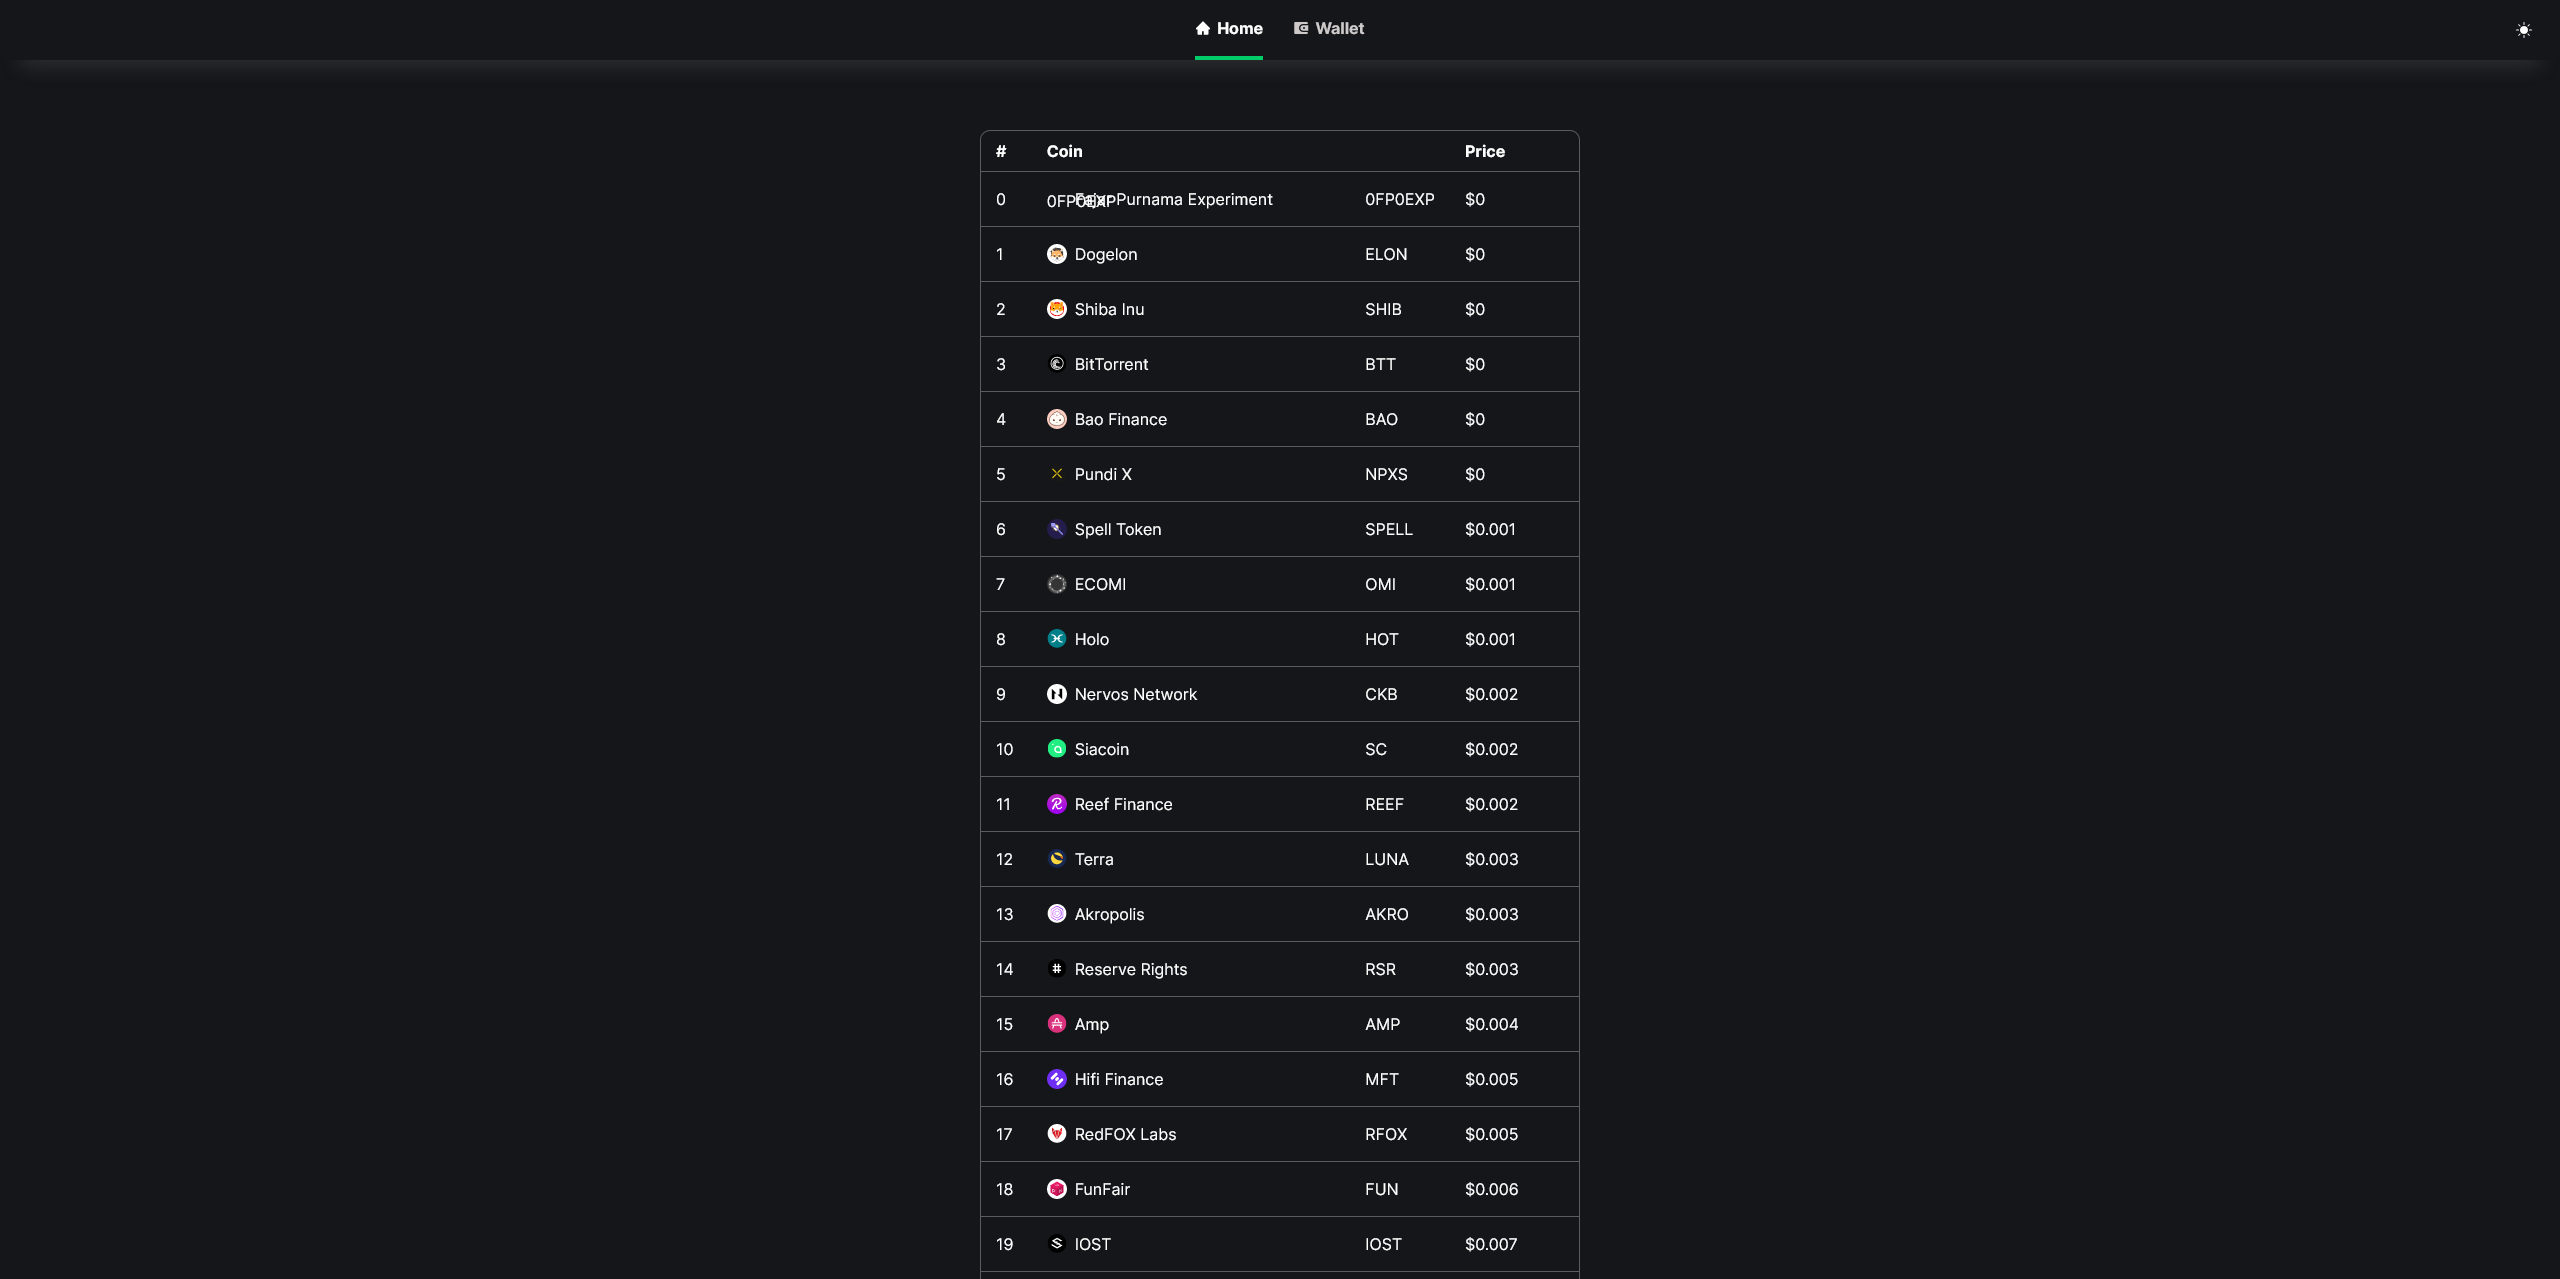 Home Wallet
# Coin Price
0 0FP0EXP Purnama Experiment 0FP0EXP $0
1 Dogelon ELON $0
2 Shiba Inu SHIB $0
3 BitTorrent BTT $0
4 Bao Finance BAO $0
5 Pundi X NPXS $0
6 Spell Token SPELL $0.001
7 ECOMI OMI $0.001
8 Holo HOT $0.001
9 Nervos Network CKB $0.002
10 Siacoin SC $0.002
11 Reef Finance REEF $0.002
12 Terra LUNA $0.003
13 Akropolis AKRO $0.003
14 Reserve Rights RSR $0.003
15 Amp AMP $0.004
16 Hifi Finance MFT $0.005
17 RedFOX Labs RFOX $0.005
18 FunFair FUN $0.006
19 IOST IOST $0.007